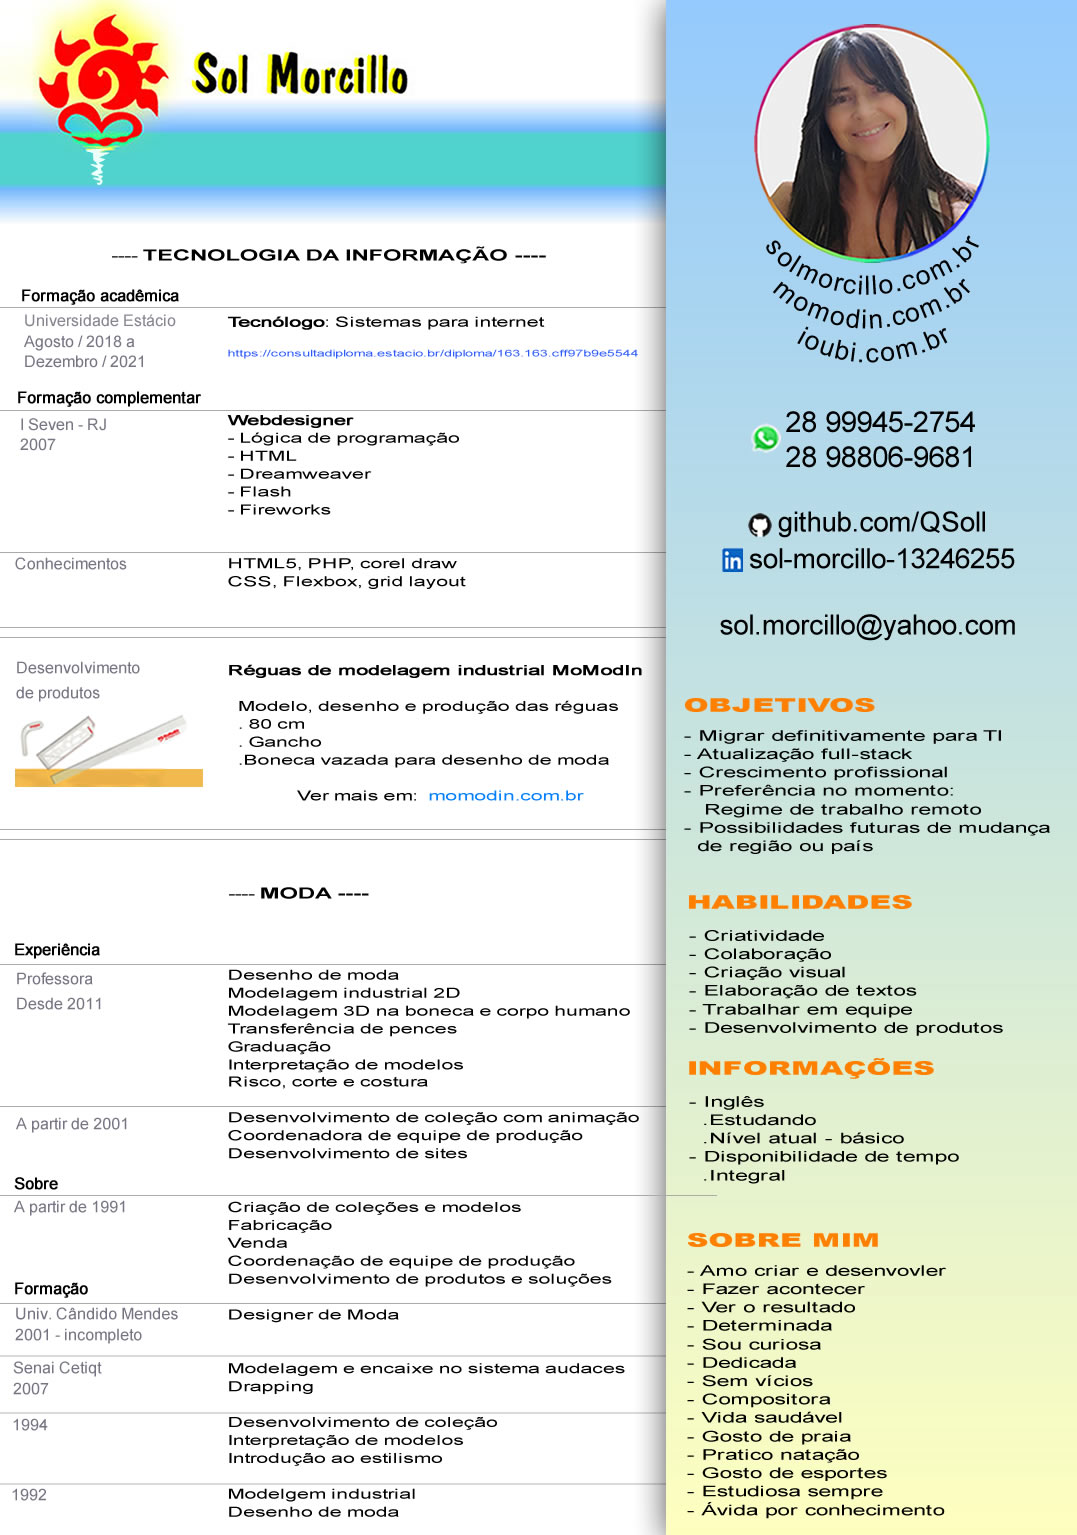 Sol Morcillo
---- TECNOLOGIA DA INFORMAÇÃO ----
Formação acadêmica
Universidade Estácio
Agosto / 2018 a
Dezembro / 2021
Tecnólogo: Sistemas para internet
https://consultadiploma.estacio.br/diploma/163.163.cff97b9e5544
Formação complementar
I Seven - RJ
2007
Webdesigner
- Lógica de programação
- HTML
- Dreamweaver
- Flash
- Fireworks
Conhecimentos
HTML5, PHP, corel draw
CSS, Flexbox, grid layout
Desenvolvimento
de produtos
Réguas de modelagem industrial MoModIn
Modelo, desenho e produção das réguas
. 80 cm
. Gancho
.Boneca vazada para desenho de moda
Ver mais em: momodin.com.br
---- MODA ----
Experiência
Professora
Desde 2011
Desenho de moda
Modelagem industrial 2D
Modelagem 3D na boneca e corpo humano
Transferência de pences
Graduação
Interpretação de modelos
Risco, corte e costura
A partir de 2001
Desenvolvimento de coleção com animação
Coordenadora de equipe de produção
Desenvolvimento de sites
Sobre
A partir de 1991
Criação de coleções e modelos
Fabricação
Venda
Coordenação de equipe de produção
Desenvolvimento de produtos e soluções
Formação
Univ. Cândido Mendes
2001 - incompleto
Designer de Moda
Senai Cetiqt
2007
Modelagem e encaixe no sistema audaces
Drapping
1994
Desenvolvimento de coleção
Interpretação de modelos
Introdução ao estilismo
1992
Modelgem industrial
Desenho de moda
solmorcillo.com.br
momodin.com.br
ioubi.com.br
28 99945-2754
28 98806-9681
github.com/QSoll
in sol-morcillo-13246255
sol.morcillo@yahoo.com
OBJETIVOS
- Migrar definitivamente para TI
- Atualização full-stack
- Crescimento profissional
- Preferência no momento:
Regime de trabalho remoto
- Possibilidades futuras de mudança
de região ou país
HABILIDADES
- Criatividade
- Colaboração
- Criação visual
- Elaboração de textos
- Trabalhar em equipe
- Desenvolvimento de produtos
INFORMAÇÕES
- Inglês
.Estudando
.Nível atual - básico
- Disponibilidade de tempo
.Integral
SOBRE MIM
- Amo criar e desenvovler
- Fazer acontecer
- Ver o resultado
- Determinada
- Sou curiosa
- Dedicada
- Sem vícios
- Compositora
- Vida saudável
- Gosto de praia
- Pratico natação
- Gosto de esportes
- Estudiosa sempre
- Ávida por conhecimento